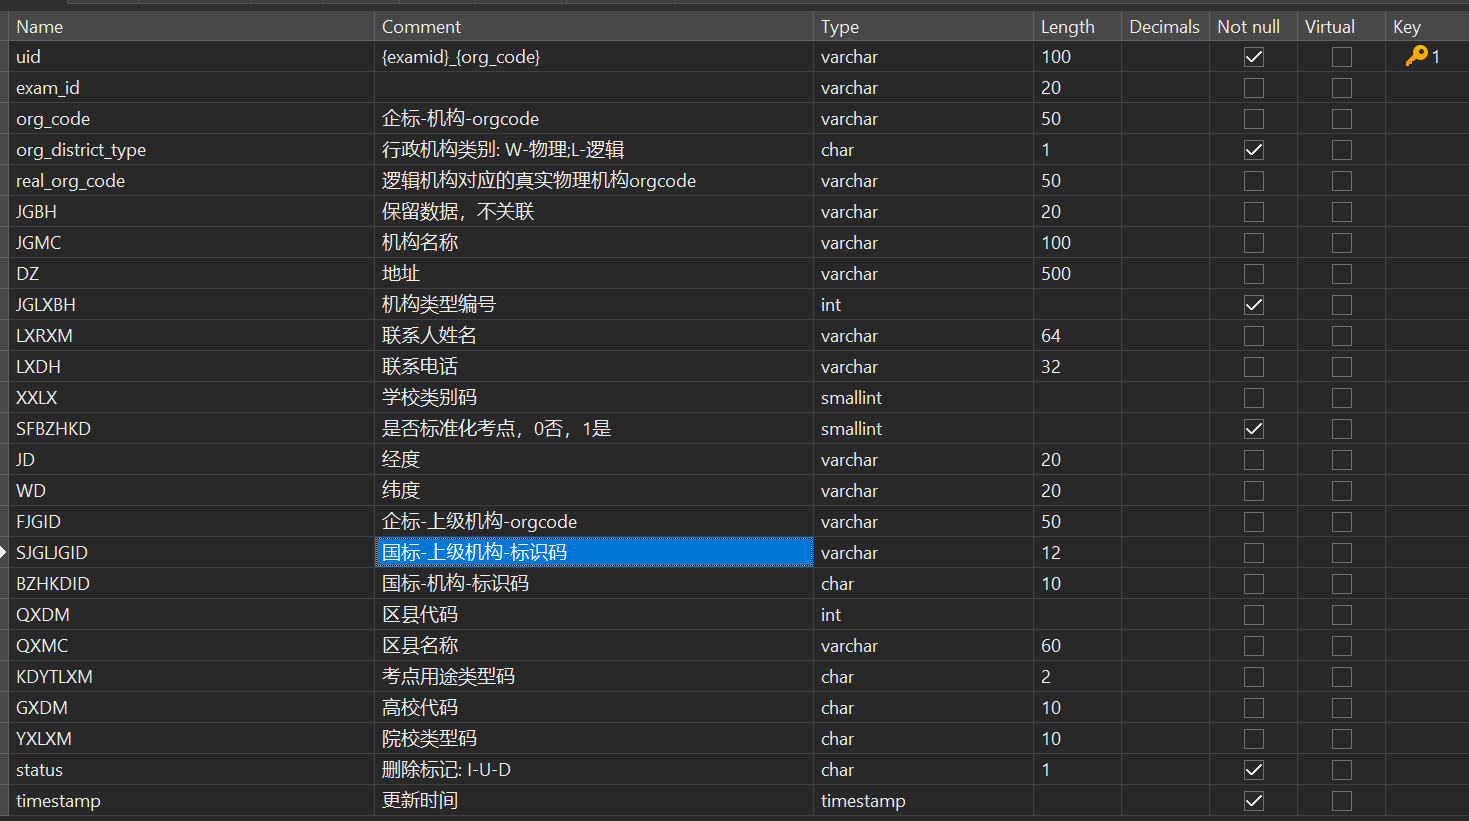 Name Comment Type Length Decimals Not null Virtual Key
uid {examid}_{org_code} varchar 100 1
exam_id varchar 20
org_code 企标-机构-orgcode varchar 50
org_district_type 行政机构类别: W-物理;L-逻辑 char 1
real_org_code 逻辑机构对应的真实物理机构orgcode varchar 50
JGBH 保留数据，不关联 varchar 20
JGMC 机构名称 varchar 100
DZ 地址 varchar 500
JGLXBH 机构类型编号 int
LXRXM 联系人姓名 varchar 64
LXDH 联系电话 varchar 32
XXLX 学校类别码 smallint
SFBZHKD 是否标准化考点，0否，1是 smallint
JD 经度 varchar 20
WD 纬度 varchar 20
FJGID 企标-上级机构-orgcode varchar 50
SJGLJGID 国标-上级机构-标识码 varchar 12
BZHKDID 国标-机构-标识码 char 10
QXDM 区县代码 int
QXMC 区县名称 varchar 60
KDYTLXM 考点用途类型码 char 2
GXDM 高校代码 char 10
YXLXM 院校类型码 char 10
status 删除标记: I-U-D char 1
timestamp 更新时间 timestamp